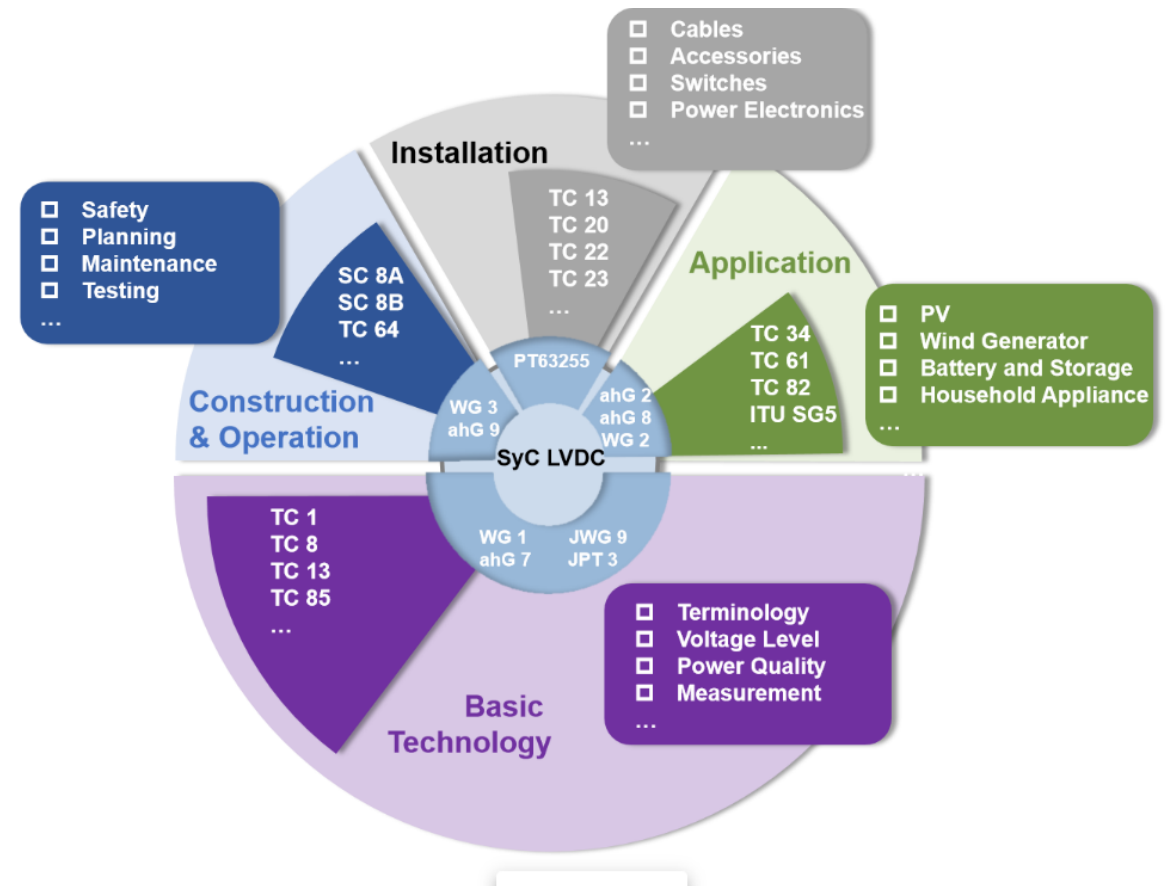 Cables
Accessories
Switches
Power Electronics
...
Installation
TC 13
TC 20
TC 22
TC 23
...
Safety
Planning
Maintenance
Testing
...
SC 8A
SC 8B
TC 64
...
Construction
& Operation
Application
TC 34
TC 61
TC 82
ITU SG5
...
PV
Wind Generator
Battery and Storage
Household Appliance
...
...
PT63255
WG 3
ahG 9
ahG 2
ahG 8
WG 2
SyC LVDC
WG 1
ahG 7
JWG 9
JPT 3
TC 1
TC 8
TC 13
TC 85
...
Terminology
Voltage Level
Power Quality
Measurement
...
Basic
Technology